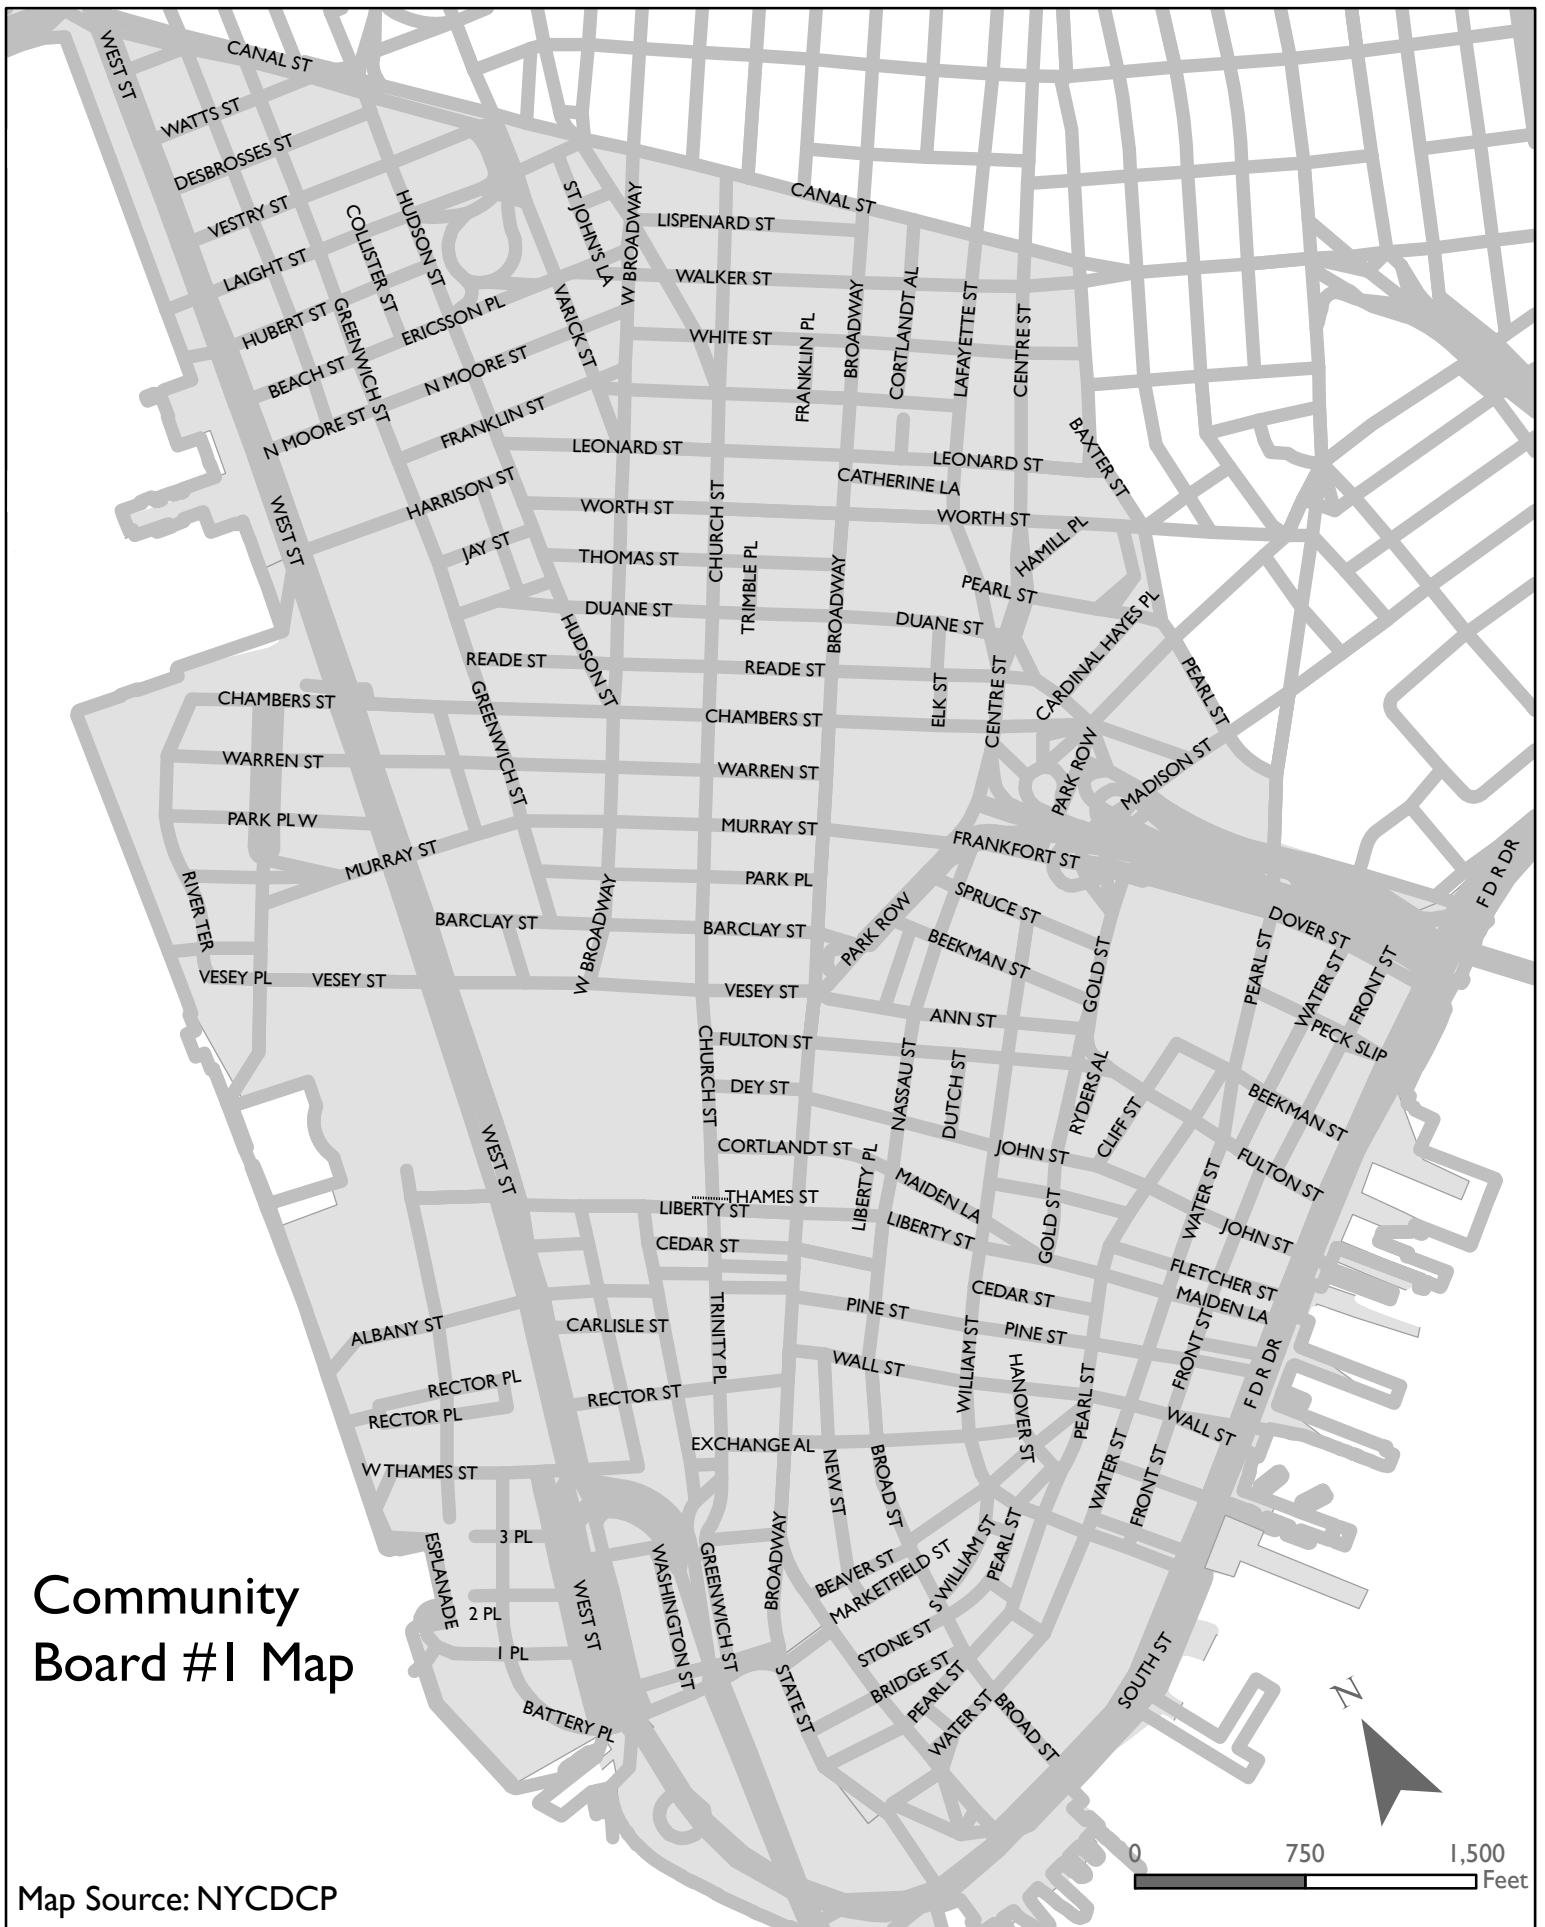 WEST ST
CANAL ST
WATTS ST
DESBROSSES ST
VESTRY ST
LAIGHT ST
HUBERT ST
BEACH ST
N MOORE ST
COLLISTER ST
HUDSON ST
GREENWICH ST
ERICSSON PL
N MOORE ST
FRANKLIN ST
ST JOHN'S LA
VARICK ST
W BROADWAY
CANAL ST
LISPENARD ST
WALKER ST
WHITE ST
FRANKLIN PL
BROADWAY
CORTLANDT AL
LAFAYETTE ST
CENTRE ST
BAXTER ST
LEONARD ST
LEONARD ST
CATHERINE LA
HARRISON ST
WEST ST
JAY ST
WORTH ST
WORTH ST
CHURCH ST
THOMAS ST
TRIMBLE PL
HAMILL PL
PEARL ST
DUANE ST
DUANE ST
BROADWAY
CARDINAL HAYES PL
HUDSON ST
READE ST
READE ST
ELK ST
CENTRE ST
PEARL ST
CHAMBERS ST
GREENWICH ST
CHAMBERS ST
WARREN ST
WARREN ST
PARK ROW
MADISON ST
PARK PL W
MURRAY ST
MURRAY ST
FRANKFORT ST
F D R DR
RIVER TER
PARK PL
SPRUCE ST
PARK ROW
BARCLAY ST
BARCLAY ST
W BROADWAY
BEEKMAN ST
DOVER ST
PEARL ST
WATER ST
FRONT ST
GOLD ST
VESEY PL
VESEY ST
VESEY ST
ANN ST
PECK SLIP
CHURCH ST
FULTON ST
NASSAU ST
DUTCH ST
RYDERS AL
CLIFF ST
DEY ST
BEEKMAN ST
WEST ST
CORTLANDT ST
JOHN ST
FULTON ST
LIBERTY PL
MAIDEN LA
WATER ST
THAMES ST
LIBERTY ST
LIBERTY ST
GOLD ST
JOHN ST
CEDAR ST
FLETCHER ST
MAIDEN LA
CEDAR ST
PINE ST
PINE ST
ALBANY ST
CARLISLE ST
TRINITY PL
WALL ST
WILLIAM ST
HANOVER ST
PEARL ST
FRONT ST
F D R DR
RECTOR PL
RECTOR PL
RECTOR ST
WALL ST
EXCHANGE AL
W THAMES ST
NEW ST
BROAD ST
WATER ST
FRONT ST
3 PL
ESPLANADE
2 PL
1 PL
WEST ST
WASHINGTON ST
GREENWICH ST
BROADWAY
BEAVER ST
MARKETFIELD ST
S WILLIAM ST
PEARL ST
STONE ST
BRIDGE ST
PEARL ST
WATER ST
BROAD ST
SOUTH ST
STATE ST
BATTERY PL
Community
Board #1 Map
N
0 750 1,500
Feet
Map Source: NYCDCP